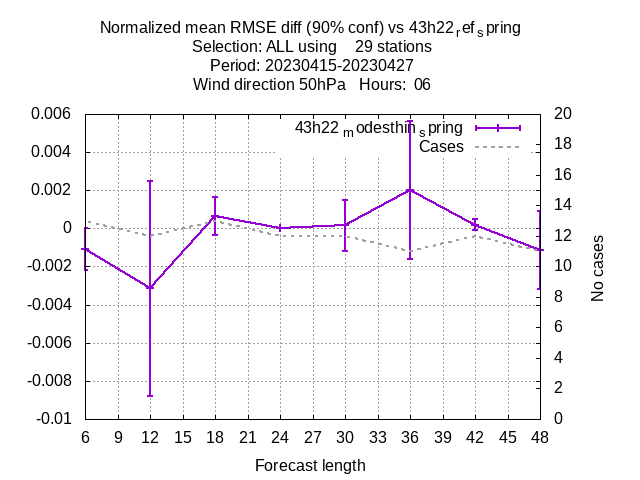 Normalized mean RMSE diff (90% conf) vs 43h22refspring
Selection: ALL using    29 stations
Period: 20230415-20230427
Wind direction 50hPa   Hours:  06
43h22modesthinspring
Cases
0.006
0.004
0.002
0
-0.002
-0.004
-0.006
-0.008
-0.01
20
18
16
14
12
10
8
6
4
2
0
No cases
6 9 12 15 18 21 24 27 30 33 36 39 42 45 48
Forecast length